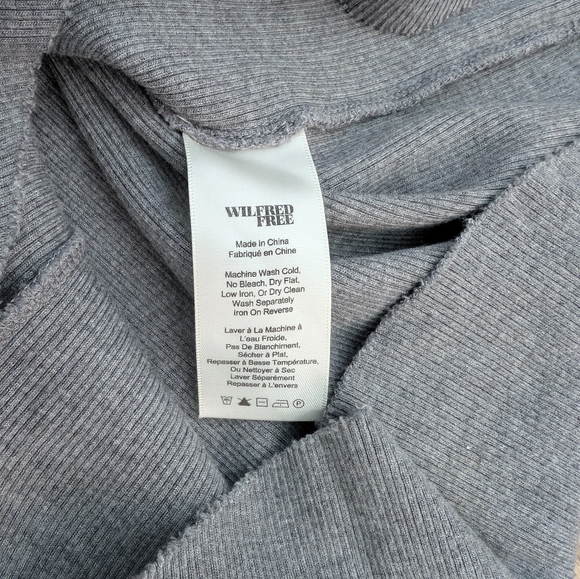 WILFRED
FREE
Made in China
Fabriqué en Chine
Machine Wash Cold,
No Bleach, Dry Flat,
Low Iron, Or Dry Clean
Wash Separately
Iron On Reverse
Laver à La Machine à
L'eau Froide,
Pas De Blanchiment,
Sécher à Plat,
Repasser à Basse Température,
Ou Nettoyer à Sec
Laver Séparément
Repasser à L'envers
P